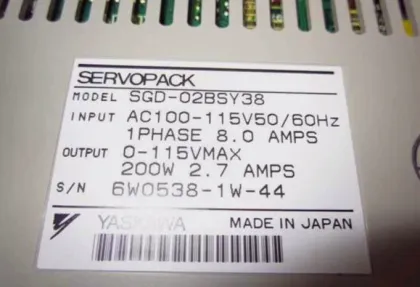 SERVOPACK
MODEL SGD-02BSY38
INPUT AC100-115V50/60Hz
1PHASE 8.0 AMPS
OUTPUT 0-115VMAX
200W 2.7 AMPS
S/N 6W0538-1W-44
YASKAWA MADE IN JAPAN